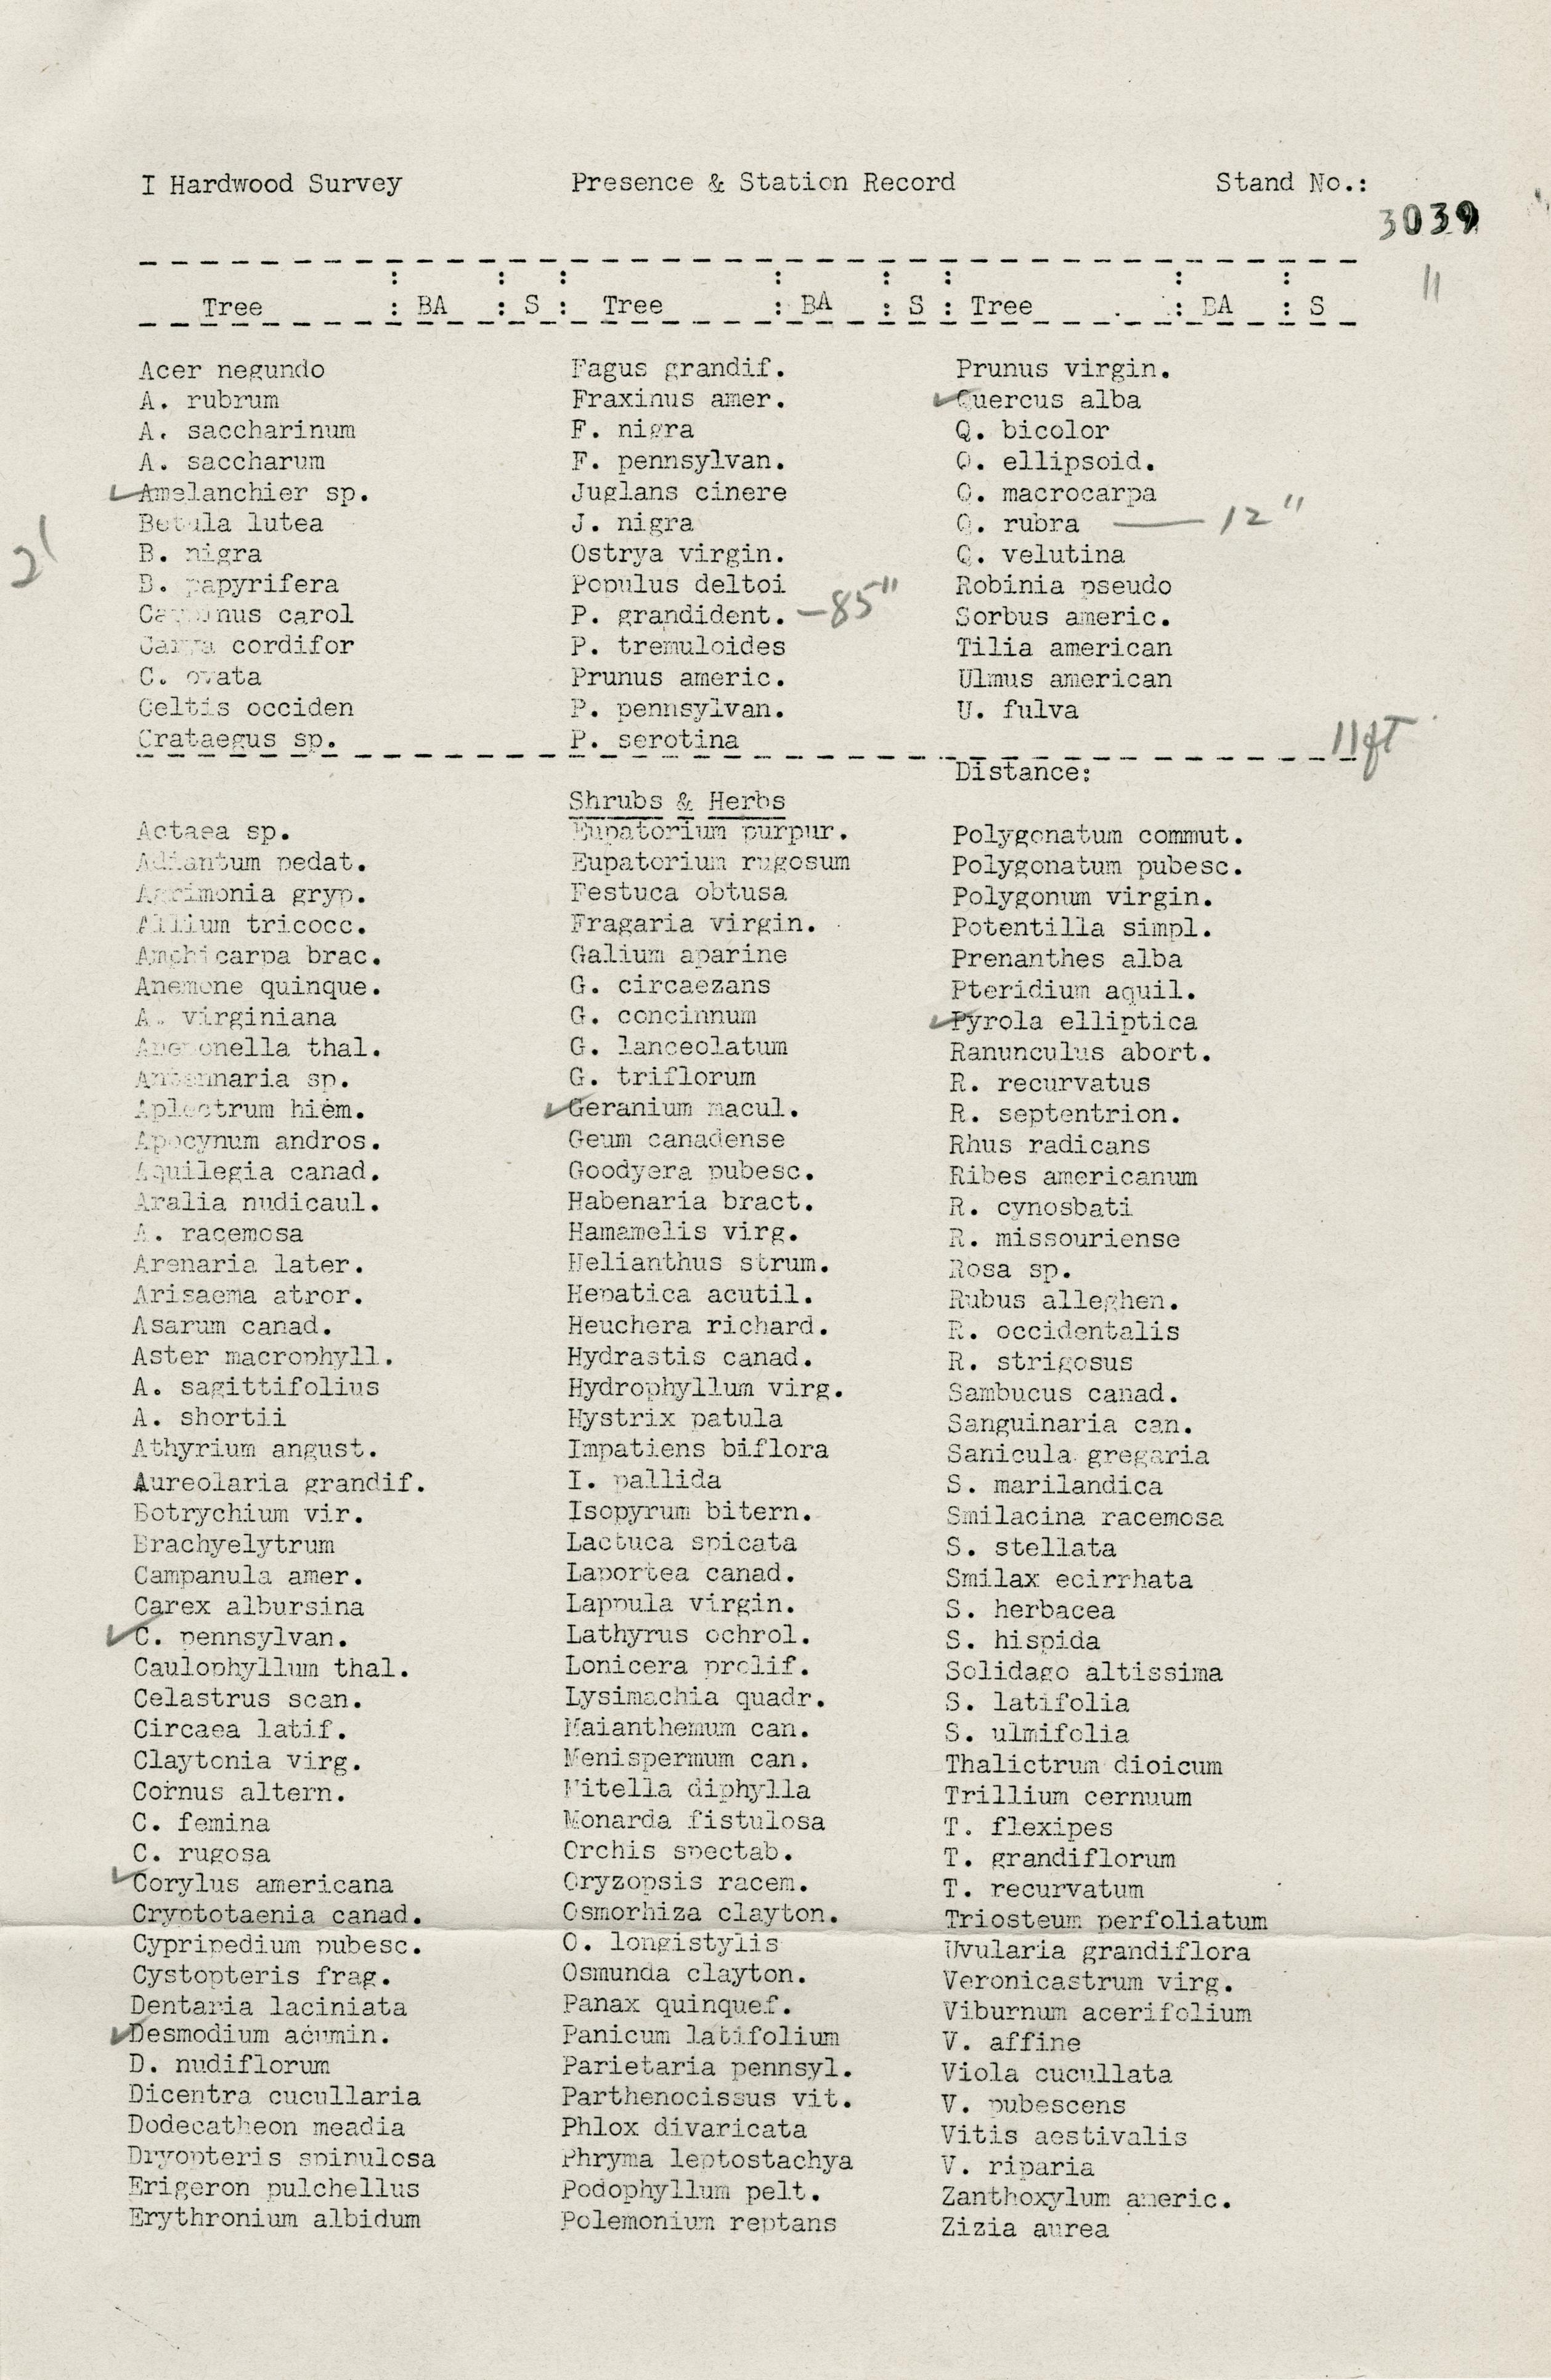 I Hardwood Survey Presence & Station Record Stand No.:
3039
11
Tree : BA : S : Tree : BA : S : Tree : BA : S
Acer negundo Fagus grandif. Prunus virgin.
A. rubrum Fraxinus amer. ✓Quercus alba
A. saccharinum F. nigra Q. bicolor
A. saccharum F. pennsylvan. Q. ellipsoid.
✓Amelanchier sp. Juglans cinere Q. macrocarpa
Betula lutea J. nigra Q. rubra — 12"
2' B. nigra Ostrya virgin. Q. velutina
B. papyrifera Populus deltoi Robinia pseudo
Carpinus carol P. grandident. -85" Sorbus americ.
Carya cordifor P. tremuloides Tilia american
C. ovata Prunus americ. Ulmus american
Celtis occiden P. pennsylvan. U. fulva
Crataegus sp. P. serotina
Distance: 11 ft
Shrubs & Herbs
Actaea sp. Eupatorium purpur. Polygonatum commut.
Adiantum pedat. Eupatorium rugosum Polygonatum pubesc.
Agrimonia gryp. Festuca obtusa Polygonum virgin.
Allium tricocc. Fragaria virgin. Potentilla simpl.
Amphicarpa brac. Galium aparine Prenanthes alba
Anemone quinque. G. circaezans Pteridium aquil.
A. virginiana G. concinnum ✓Pyrola elliptica
Anemonella thal. G. lanceolatum Ranunculus abort.
Antennaria sp. G. triflorum R. recurvatus
Aplectrum hiem. ✓Geranium macul. R. septentrion.
Apocynum andros. Geum canadense Rhus radicans
Aquilegia canad. Goodyera pubesc. Ribes americanum
Aralia nudicaul. Habenaria bract. R. cynosbati
A. racemosa Hamamelis virg. R. missouriense
Arenaria later. Helianthus strum. Rosa sp.
Arisaema atror. Hepatica acutil. Rubus alleghen.
Asarum canad. Heuchera richard. R. occidentalis
Aster macrophyll. Hydrastis canad. R. strigosus
A. sagittifolius Hydrophyllum virg. Sambucus canad.
A. shortii Hystrix patula Sanguinaria can.
Athyrium angust. Impatiens biflora Sanicula gregaria
Aureolaria grandif. I. pallida S. marilandica
Botrychium vir. Isopyrum bitern. Smilacina racemosa
Brachyelytrum Lactuca spicata S. stellata
Campanula amer. Laportea canad. Smilax ecirrhata
Carex albursina Lappula virgin. S. herbacea
✓C. pennsylvan. Lathyrus ochrol. S. hispida
Caulophyllum thal. Lonicera prolif. Solidago altissima
Celastrus scan. Lysimachia quadr. S. latifolia
Circaea latif. Maianthemum can. S. ulmifolia
Claytonia virg. Menispermum can. Thalictrum dioicum
Cornus altern. Mitella diphylla Trillium cernuum
C. femina Monarda fistulosa T. flexipes
C. rugosa Orchis spectab. T. grandiflorum
✓Corylus americana Oryzopsis racem. T. recurvatum
Cryptotaenia canad. Osmorhiza clayton. Triosteum perfoliatum
Cypripedium pubesc. O. longistylis Uvularia grandiflora
Cystopteris frag. Osmunda clayton. Veronicastrum virg.
Dentaria laciniata Panax quinquef. Viburnum acerifolium
✓Desmodium acumin. Panicum latifolium V. affine
D. nudiflorum Parietaria pennsyl. Viola cucullata
Dicentra cucullaria Parthenocissus vit. V. pubescens
Dodecatheon meadia Phlox divaricata Vitis aestivalis
Dryopteris spinulosa Phryma leptostachya V. riparia
Erigeron pulchellus Podophyllum pelt. Zanthoxylum americ.
Erythronium albidum Polemonium reptans Zizia aurea